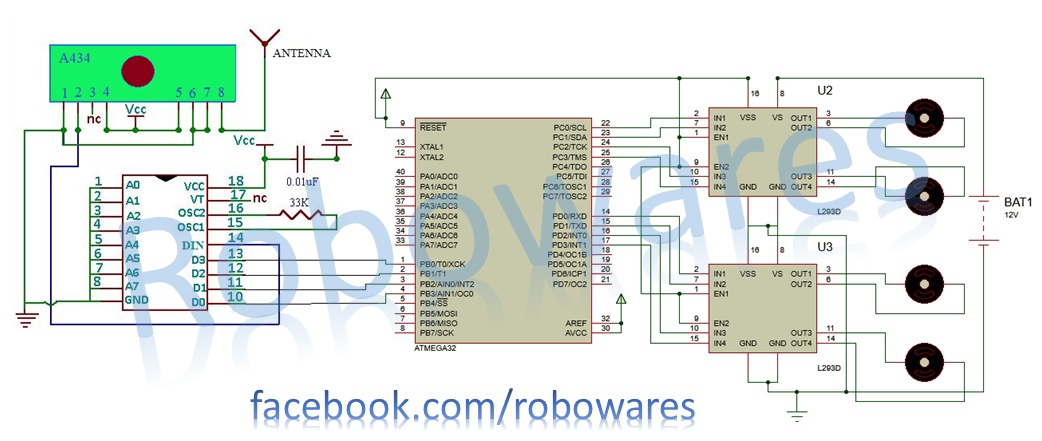 A434
ANTENNA
1 2 3 4 5 6 7 8
nc
Vcc
Vcc
0.01uF
33K
1 A0
2 A1
3 A2
4 A3
5 A4
6 A5
7 A6
8 A7
9 GND
VCC 18
VT 17 nc
OSC2 16
OSC1 15
DIN 14
D3 13
D2 12
D1 11
D0 10
9 RESET
13 XTAL1
12 XTAL2
40 PA0/ADC0
39 PA1/ADC1
38 PA2/ADC2
37 PA3/ADC3
36 PA4/ADC4
35 PA5/ADC5
34 PA6/ADC6
33 PA7/ADC7
1 PB0/T0/XCK
2 PB1/T1
3 PB2/AIN0/INT2
4 PB3/AIN1/OC0
5 PB4/SS
6 PB5/MOSI
7 PB6/MISO
8 PB7/SCK
PC0/SCL 22
PC1/SDA 23
PC2/TCK 24
PC3/TMS 25
PC4/TDO 26
PC5/TDI 27
PC6/TOSC1 28
PC7/TOSC2 29
PD0/RXD 14
PD1/TXD 15
PD2/INT0 16
PD3/INT1 17
PD4/OC1B 18
PD5/OC1A 19
PD6/ICP1 20
PD7/OC2 21
AREF 32
AVCC 30
ATMEGA32
U2
16 8
VSS VS
2 IN1
7 IN2
1 EN1
9 EN2
10 IN3
15 IN4
GND GND
OUT1 3
OUT2 6
OUT3 11
OUT4 14
L293D
U3
16 8
VSS VS
2 IN1
7 IN2
1 EN1
9 EN2
10 IN3
15 IN4
GND GND
OUT1 3
OUT2 6
OUT3 11
OUT4 14
L293D
BAT1
12V
Robowares
facebook.com/robowares